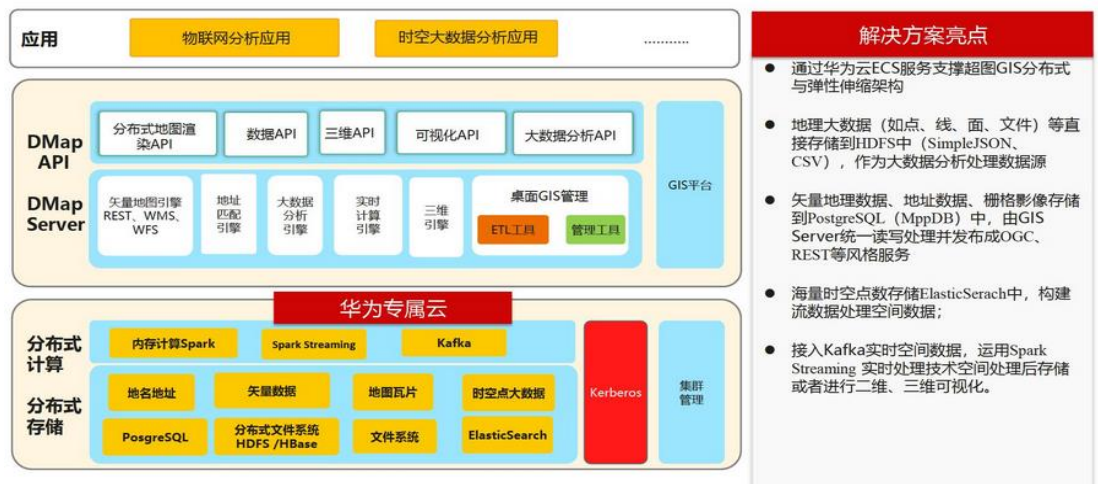 应用
物联网分析应用
时空大数据分析应用
...........
DMap
API
分布式地图渲
染API
数据API
三维API
可视化API
大数据分析API
GIS平台
DMap
Server
矢量地图引擎
REST、WMS、
WFS
地址
匹配
引擎
大数据
分析
引擎
实时
计算
引擎
三维
引擎
桌面GIS管理
ETL工具
管理工具
华为专属云
分布式
计算
内存计算Spark
Spark Streaming
Kafka
分布式
存储
地名地址
矢量数据
地图瓦片
时空点大数据
PosgreSQL
分布式文件系统
HDFS /HBase
文件系统
ElasticSearch
Kerberos
集群
管理
解决方案亮点
● 通过华为云ECS服务支撑超图GIS分布式
与弹性伸缩架构
● 地理大数据（如点、线、面、文件）等直
接存储到HDFS中（SimpleJSON、
CSV），作为大数据分析处理数据源
● 矢量地理数据、地址数据、栅格影像存储
到PostgreSQL（MppDB）中，由GIS
Server统一读写处理并发布成OGC、
REST等风格服务
● 海量时空点数存储ElasticSerach中，构建
流数据处理空间数据；
● 接入Kafka实时空间数据，运用Spark
Streaming 实时处理技术空间处理后存储
或者进行二维、三维可视化。